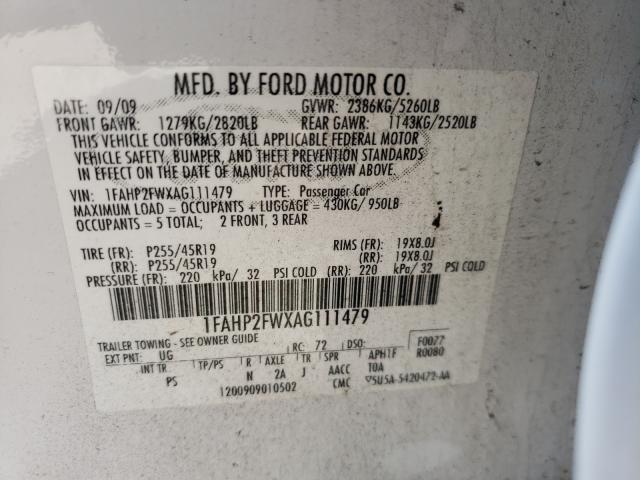 MFD. BY FORD MOTOR CO.
DATE: 09/09 GVWR: 2386KG/5260LB
FRONT GAWR: 1279KG/2820LB REAR GAWR: 1143KG/2520LB
THIS VEHICLE CONFORMS TO ALL APPLICABLE FEDERAL MOTOR
VEHICLE SAFETY, BUMPER, AND THEFT PREVENTION STANDARDS
IN EFFECT ON THE DATE OF MANUFACTURE SHOWN ABOVE.
VIN: 1FAHP2FWXAG111479 TYPE: Passenger Car
MAXIMUM LOAD = OCCUPANTS + LUGGAGE = 430KG/ 950LB
OCCUPANTS = 5 TOTAL; 2 FRONT, 3 REAR
TIRE (FR): P255/45R19 RIMS (FR): 19X8.0J
(RR): P255/45R19 (RR): 19X8.0J
PRESSURE (FR): 220 kPa/ 32 PSI COLD (RR): 220 kPa/ 32 PSI COLD
1FAHP2FWXAG111479
TRAILER TOWING - SEE OWNER GUIDE
EXT PNT: UG RC: 72 DSO: F0077
R0080
INT TR TP/PS R AXLE TR SPR APH1F
PS N 2A J AACC TOA
1200909010502 CMC 5U5A-5420472-AA